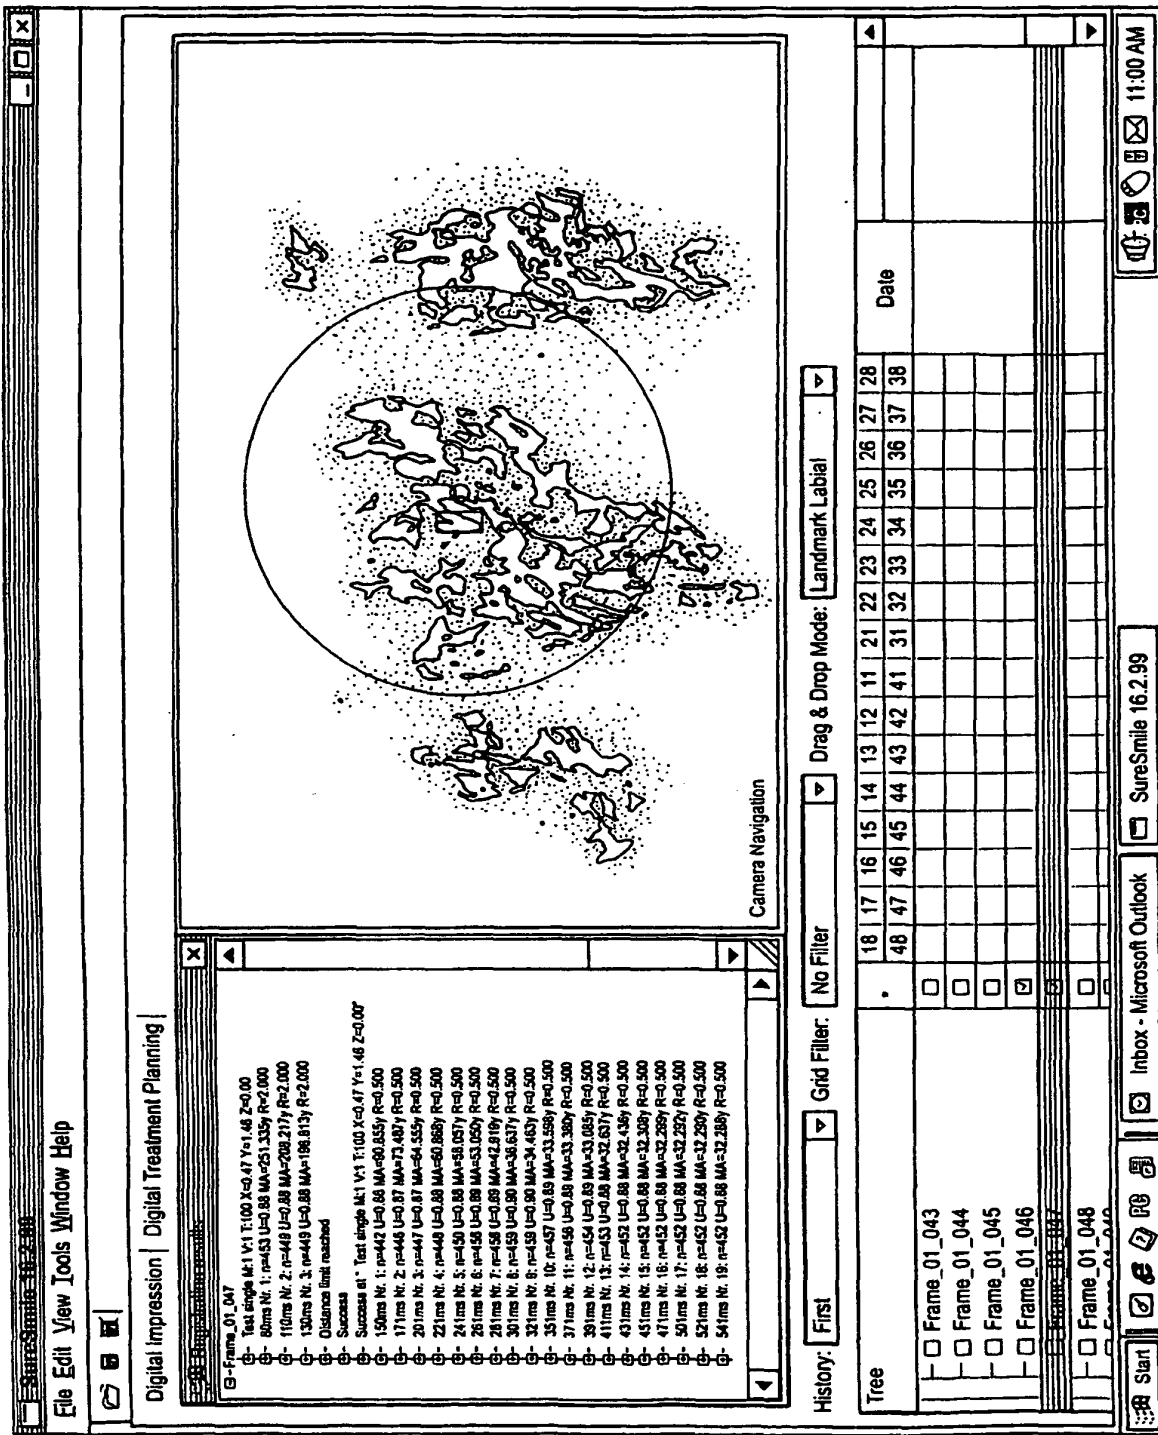 SureSmile 16.2.99
File Edit View Tools Window Help
Digital Impression | Digital Treatment Planning |
3D Registration results
Frame_01_047
Test single M:1 V:1 T:100 X=0.47 Y=1.46 Z=0.00
80ms Nr. 1: n=453 U=0.88 MA=251.335y R=2.000
110ms Nr. 2: n=449 U=0.88 MA=208.217y R=2.000
130ms Nr. 3: n=449 U=0.88 MA=196.813y R=2.000
Distance limit reached
Success
Success at " Test single M:1 V:1 T:100 X=0.47 Y=1.46 Z=0.00"
150ms Nr. 1: n=442 U=0.88 MA=90.855y R=0.500
171ms Nr. 2: n=446 U=0.87 MA=73.487y R=0.500
201ms Nr. 3: n=447 U=0.87 MA=64.555y R=0.500
221ms Nr. 4: n=448 U=0.88 MA=60.868y R=0.500
241ms Nr. 5: n=450 U=0.88 MA=58.057y R=0.500
261ms Nr. 6: n=456 U=0.89 MA=53.050y R=0.500
281ms Nr. 7: n=458 U=0.89 MA=42.919y R=0.500
301ms Nr. 8: n=459 U=0.90 MA=36.637y R=0.500
321ms Nr. 9: n=459 U=0.90 MA=34.463y R=0.500
351ms Nr. 10: n=457 U=0.89 MA=33.598y R=0.500
371ms Nr. 11: n=456 U=0.89 MA=33.380y R=0.500
391ms Nr. 12: n=454 U=0.89 MA=33.085y R=0.500
411ms Nr. 13: n=453 U=0.88 MA=32.637y R=0.500
431ms Nr. 14: n=452 U=0.88 MA=32.436y R=0.500
451ms Nr. 15: n=452 U=0.88 MA=32.308y R=0.500
471ms Nr. 16: n=452 U=0.88 MA=32.299y R=0.500
501ms Nr. 17: n=452 U=0.88 MA=32.292y R=0.500
521ms Nr. 18: n=452 U=0.88 MA=32.290y R=0.500
541ms Nr. 19: n=452 U=0.88 MA=32.288y R=0.500
Camera Navigation
History: First Grid Filter: No Filter Drag & Drop Mode: Landmark Labial
Tree * 18 17 16 15 14 13 12 11 21 22 23 24 25 26 27 28 Date
48 47 46 45 44 43 42 41 31 32 33 34 35 36 37 38
Frame_01_043
Frame_01_044
Frame_01_045
Frame_01_046
Frame_01_047
Frame_01_048
Frame_01_049
Start Inbox - Microsoft Outlook SureSmile 16.2.99 11:00 AM